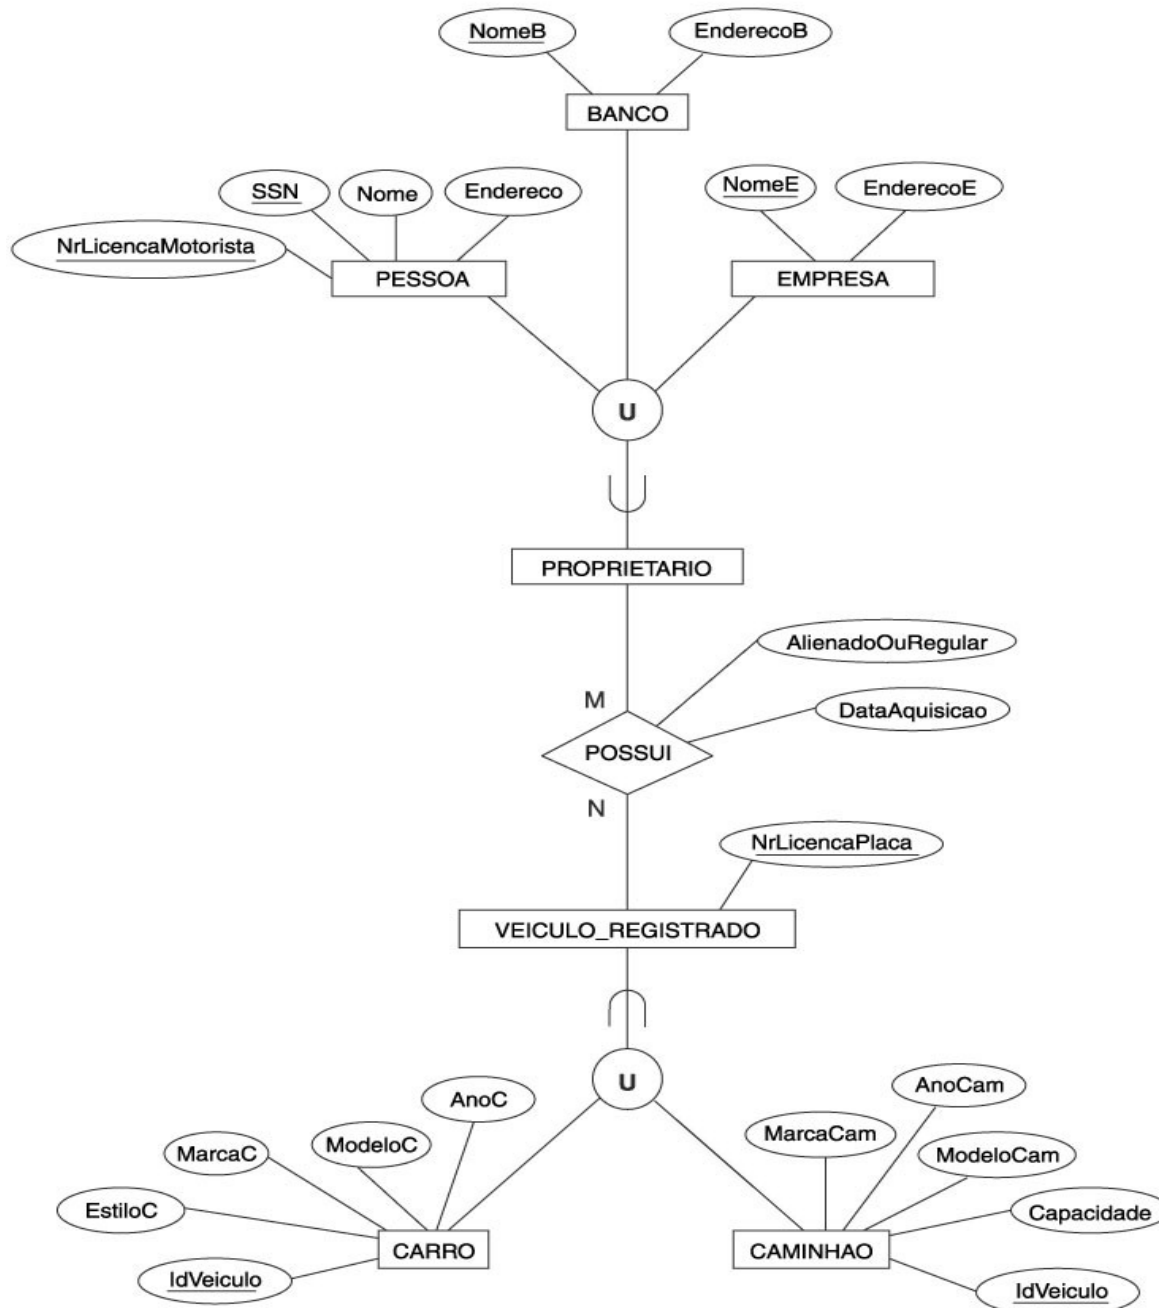 NomeB
EnderecoB
BANCO
SSN
Nome
Endereco
NomeE
EnderecoE
NrLicencaMotorista
PESSOA
EMPRESA
U
PROPRIETARIO
AlienadoOuRegular
M
DataAquisicao
POSSUI
N
NrLicencaPlaca
VEICULO_REGISTRADO
U
AnoC
AnoCam
MarcaC
ModeloC
MarcaCam
ModeloCam
EstiloC
Capacidade
CARRO
CAMINHAO
IdVeiculo
IdVeiculo